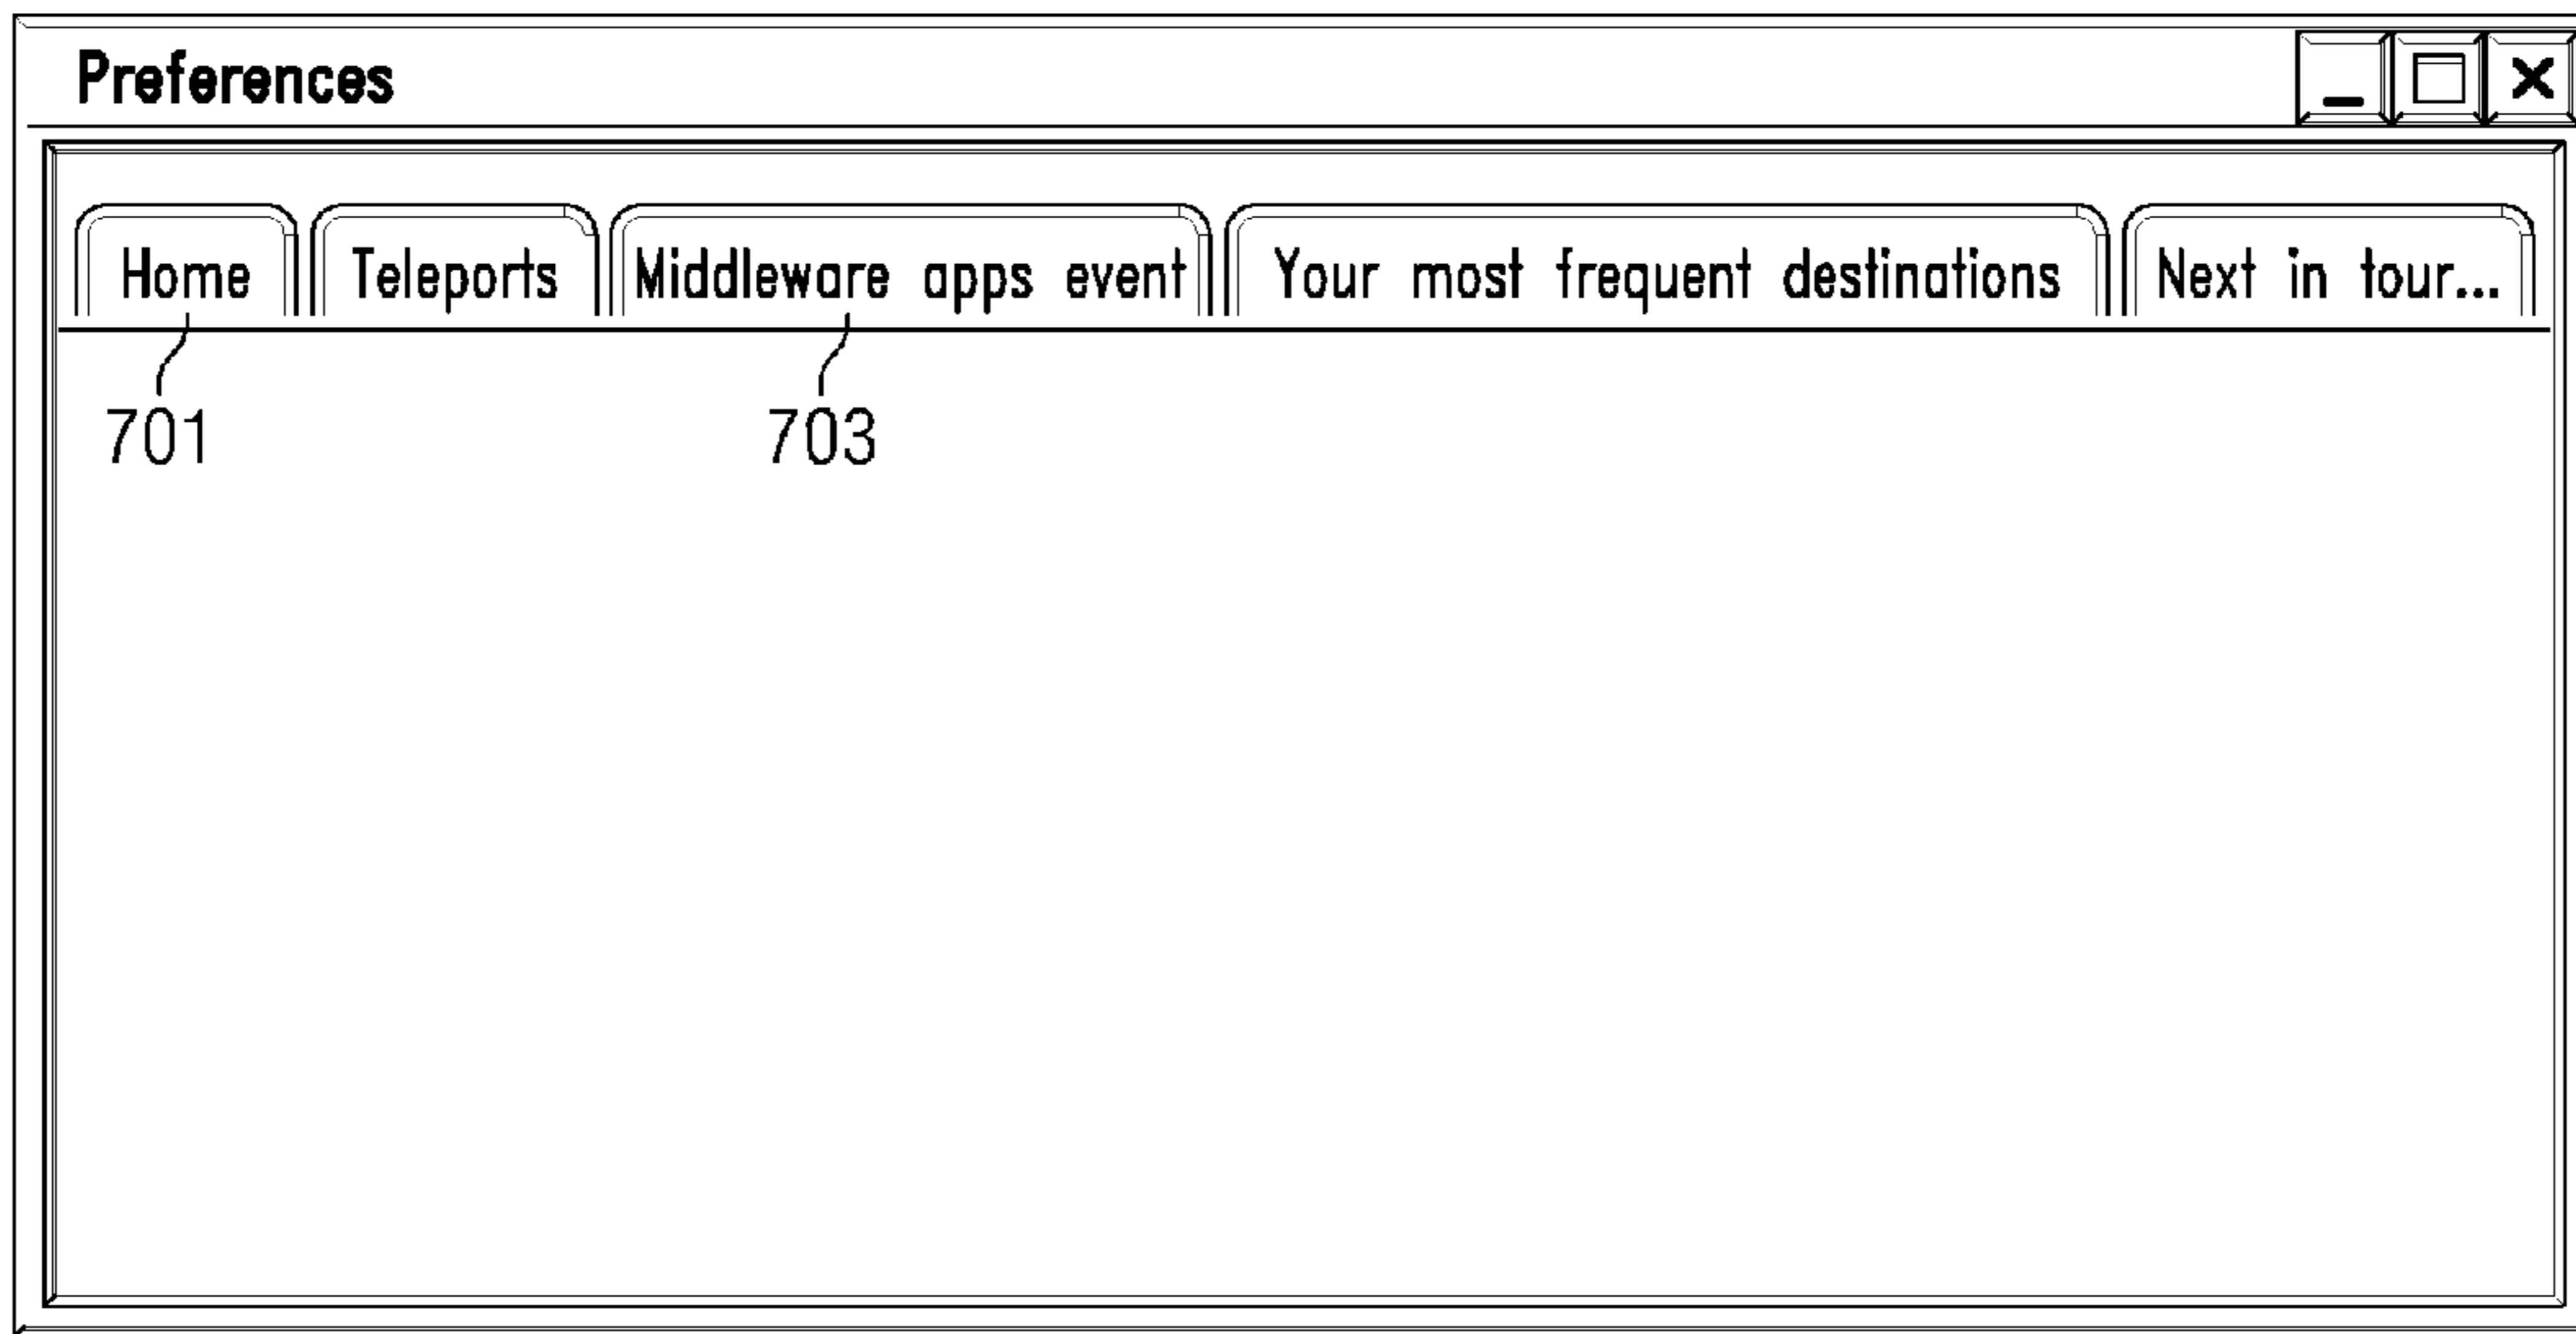 Preferences
Home Teleports Middleware apps event Your most frequent destinations Next in tour...
701 703